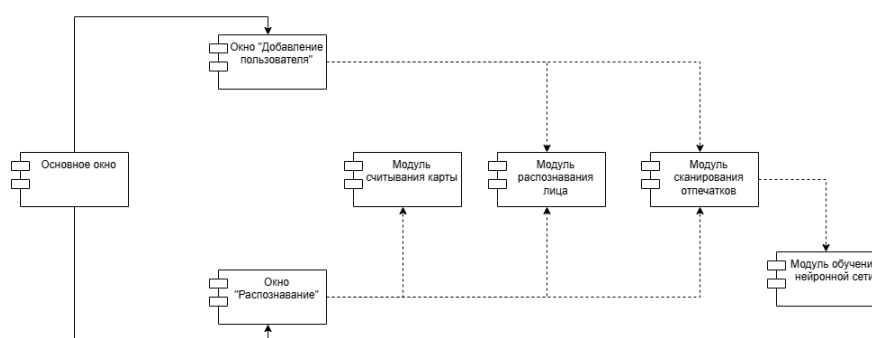 Окно "Добавление
пользователя"
Основное окно
Модуль
считывания карты
Модуль
распознавания
лица
Модуль
сканирования
отпечатков
Окно
"Распознавание"
Модуль обучени
нейронной сети